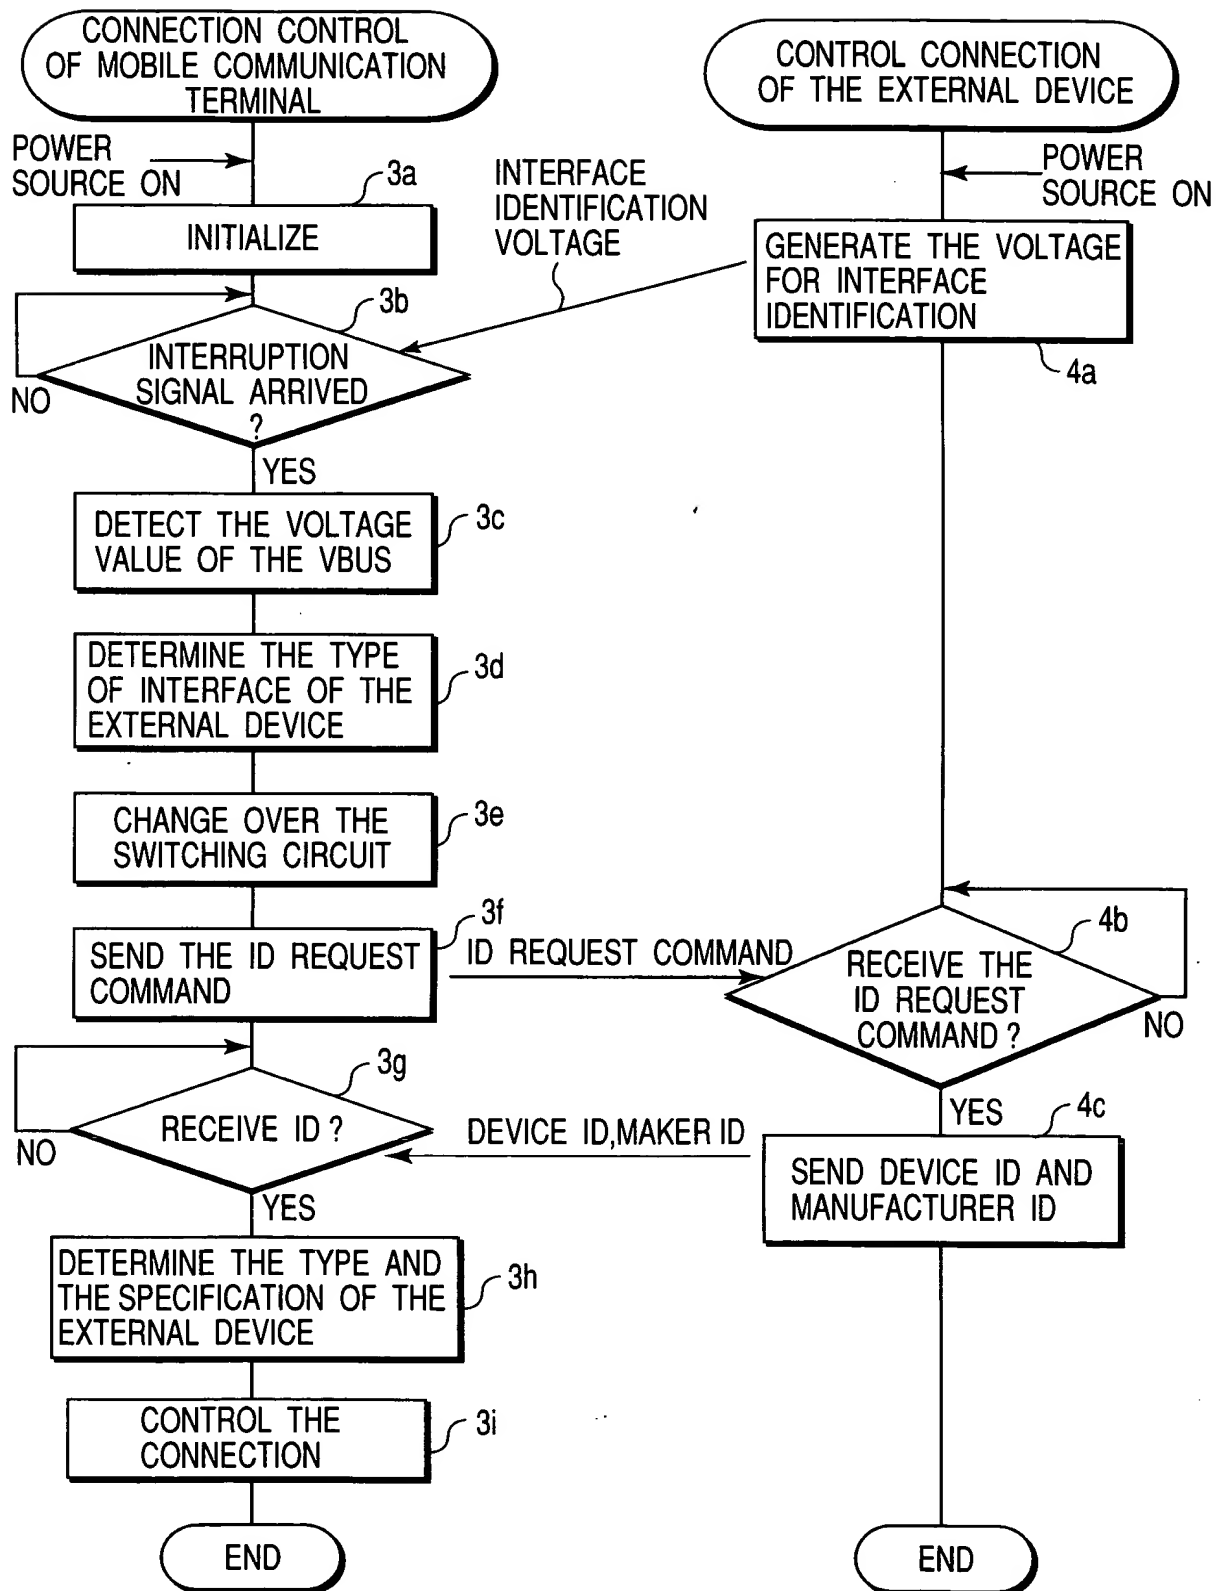 CONNECTION CONTROL
OF MOBILE COMMUNICATION
TERMINAL
CONTROL CONNECTION
OF THE EXTERNAL DEVICE
POWER
SOURCE ON
POWER
SOURCE ON
3a
INITIALIZE
INTERFACE
IDENTIFICATION
VOLTAGE
GENERATE THE VOLTAGE
FOR INTERFACE
IDENTIFICATION
4a
3b
INTERRUPTION
SIGNAL ARRIVED
?
NO
YES
DETECT THE VOLTAGE
VALUE OF THE VBUS
3c
DETERMINE THE TYPE
OF INTERFACE OF THE
EXTERNAL DEVICE
3d
CHANGE OVER THE
SWITCHING CIRCUIT
3e
3f
SEND THE ID REQUEST
COMMAND
ID REQUEST COMMAND
4b
RECEIVE THE
ID REQUEST
COMMAND ?
NO
YES
3g
RECEIVE ID ?
NO
YES
DEVICE ID,MAKER ID
4c
SEND DEVICE ID AND
MANUFACTURER ID
DETERMINE THE TYPE AND
THE SPECIFICATION OF THE
EXTERNAL DEVICE
3h
CONTROL THE
CONNECTION
3i
END
END